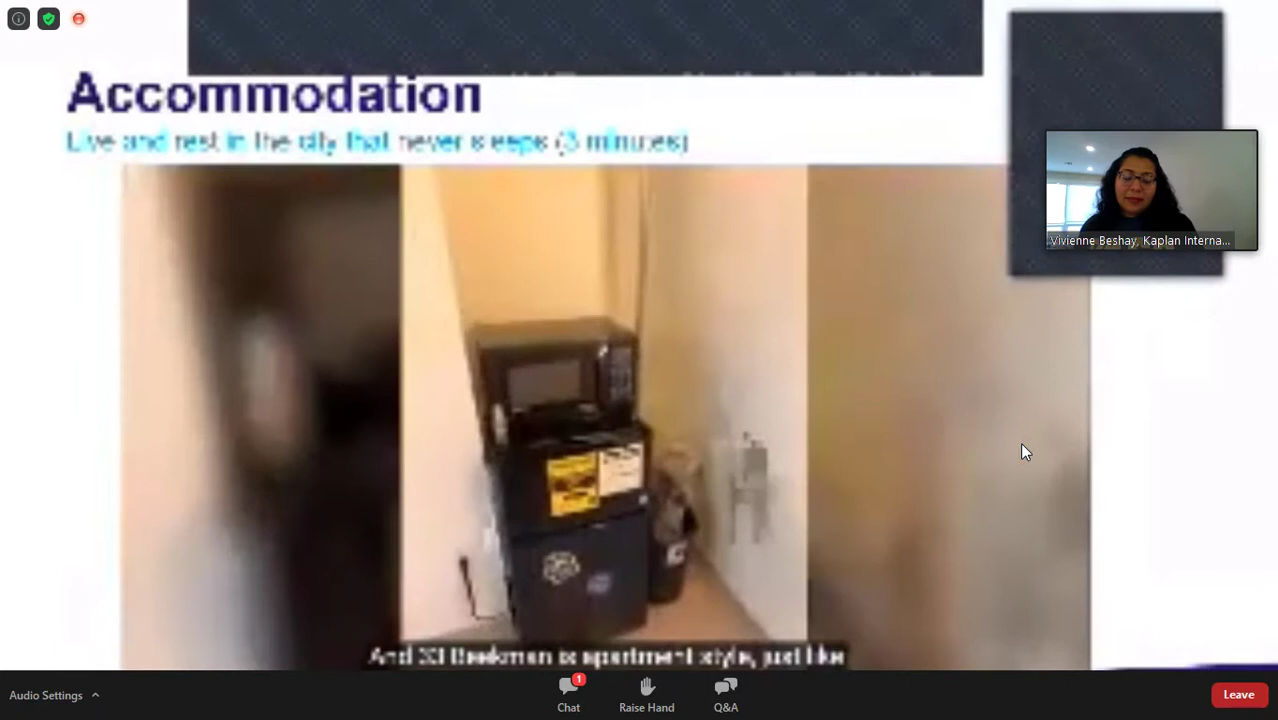 Accommodation
Live and rest in the city that never sleeps (3 minutes)
Vivienne Beshay, Kaplan Interna...
And 33 Beekman is apartment style, just like
Audio Settings
1
Chat
Raise Hand
Q&A
Leave